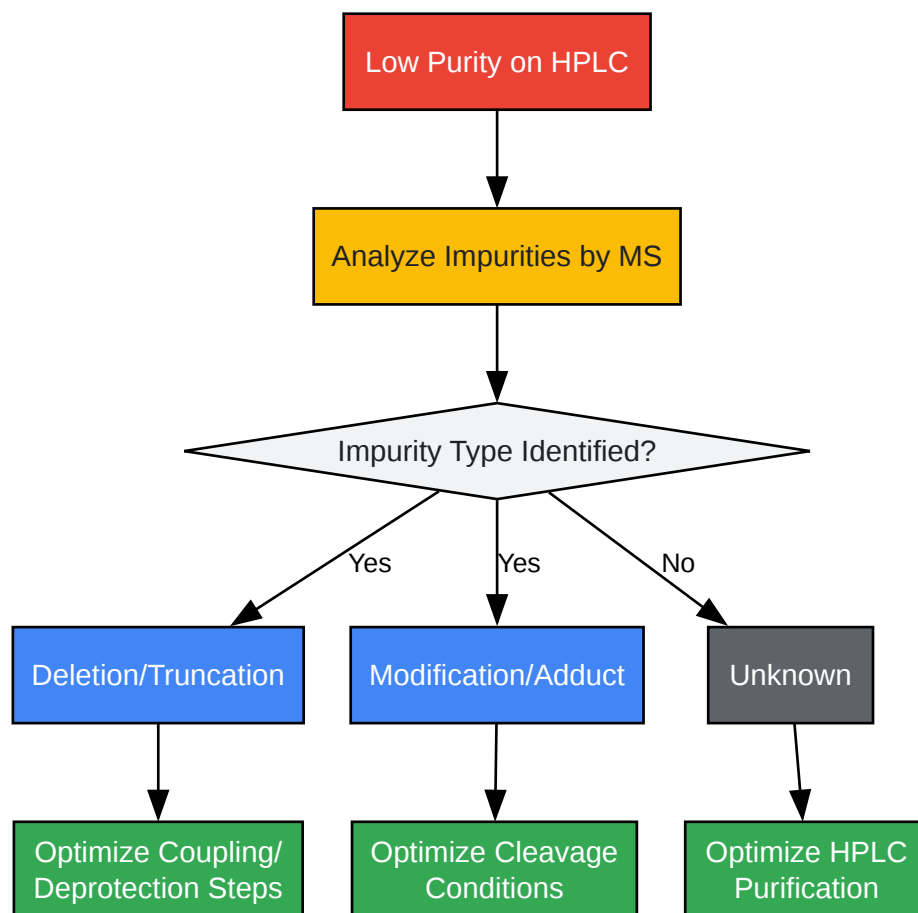 Low Purity on HPLC
Analyze Impurities by MS
Impurity Type Identified?
Yes
Yes
No
Deletion/Truncation
Modification/Adduct
Unknown
Optimize Coupling/
Deprotection Steps
Optimize Cleavage
Conditions
Optimize HPLC
Purification